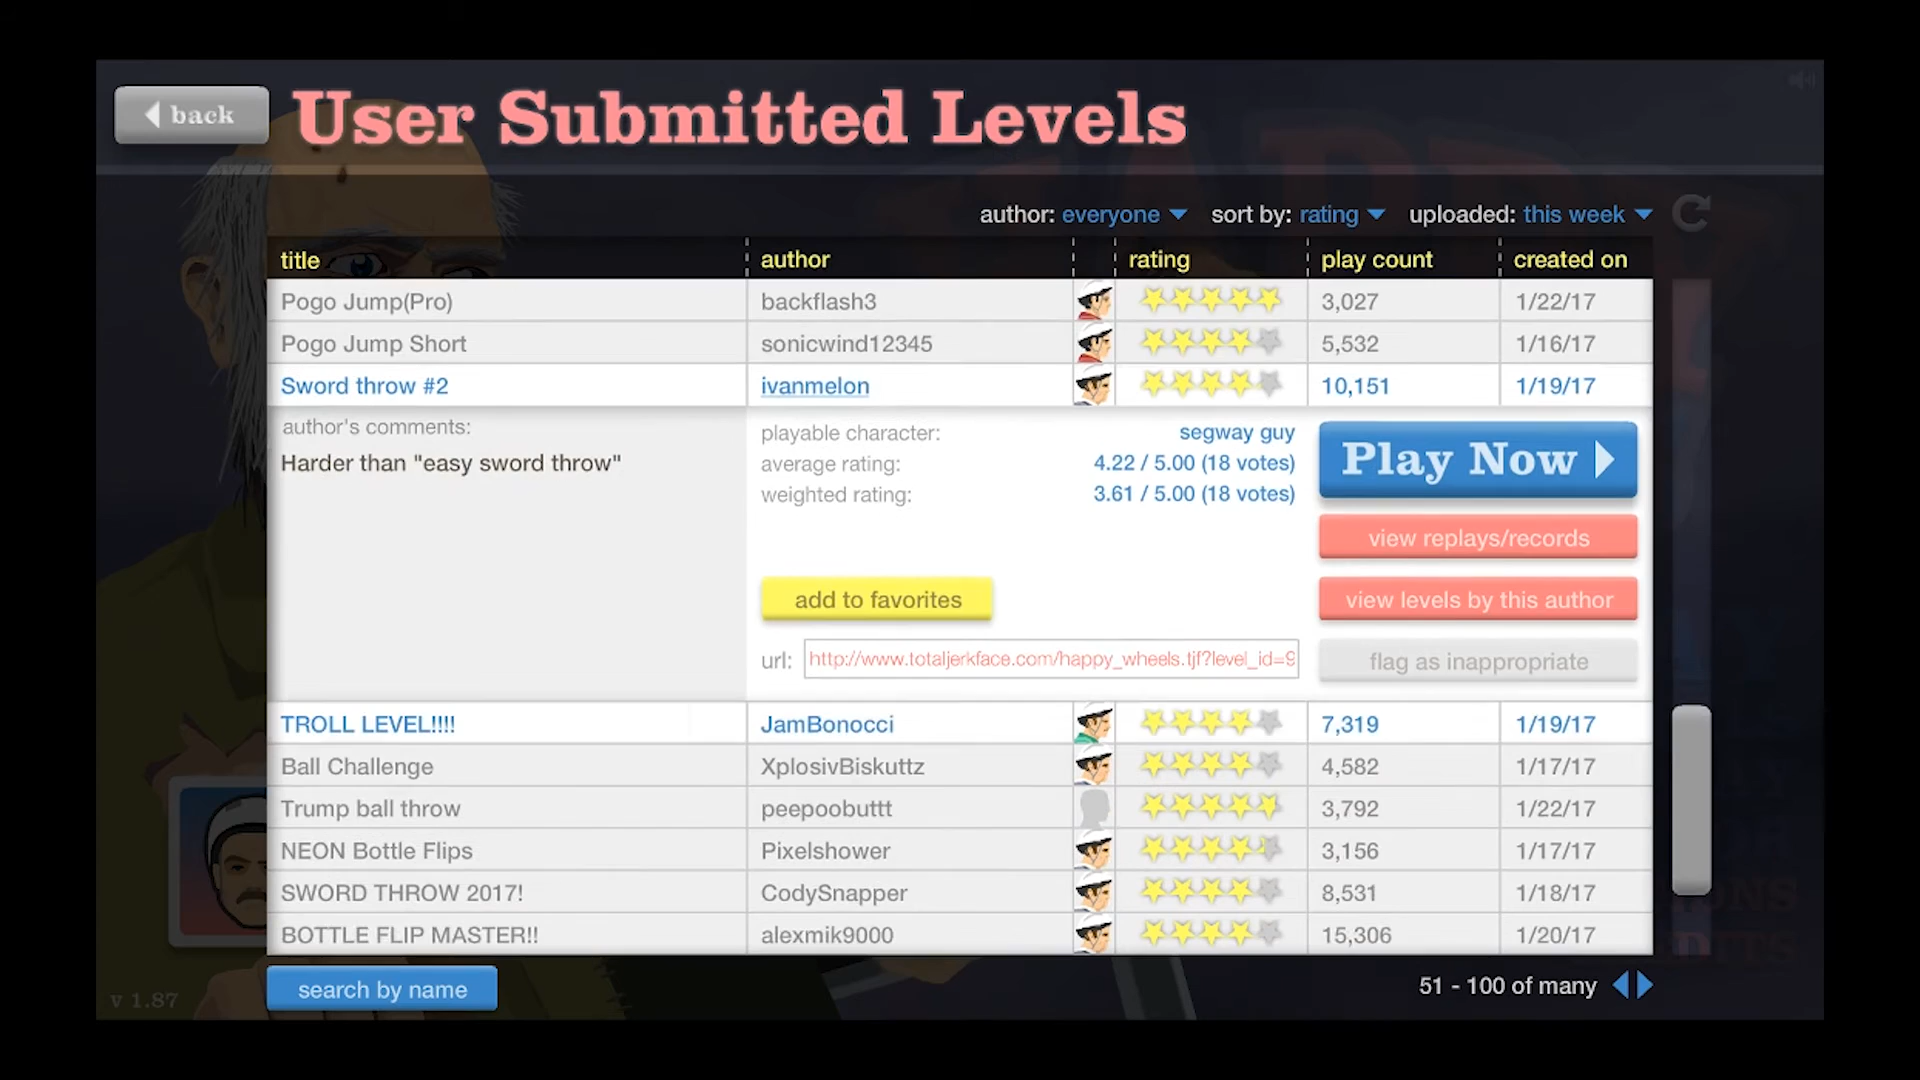 back
User Submitted Levels
author: everyone sort by: rating uploaded: this week
title author rating play count created on
Pogo Jump(Pro) backflash3 3,027 1/22/17
Pogo Jump Short sonicwind12345 5,532 1/16/17
Sword throw #2 ivanmelon 10,151 1/19/17
author's comments:
Harder than "easy sword throw"
playable character: segway guy
average rating: 4.22 / 5.00 (18 votes)
weighted rating: 3.61 / 5.00 (18 votes)
Play Now
view replays/records
add to favorites
view levels by this author
url: http://www.totaljerkface.com/happy_wheels.tjf?level_id=9
flag as inappropriate
TROLL LEVEL!!!! JamBonocci 7,319 1/19/17
Ball Challenge XplosivBiskuttz 4,582 1/17/17
Trump ball throw peepoobuttt 3,792 1/22/17
NEON Bottle Flips Pixelshower 3,156 1/17/17
SWORD THROW 2017! CodySnapper 8,531 1/18/17
BOTTLE FLIP MASTER!! alexmik9000 15,306 1/20/17
v 1.87
search by name
51 - 100 of many